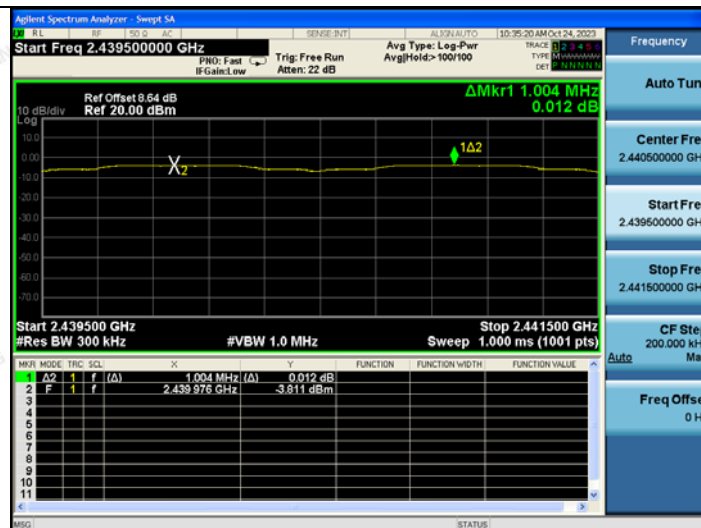 Agilent Spectrum Analyzer - Swept SA
RL RF 50 Ω AC SENSE:INT ALIGNAUTO 10:35:20 AM Oct 24, 2023
Start Freq 2.439500000 GHz
PNO: Fast
IFGain:Low
Trig: Free Run
Atten: 22 dB
Avg Type: Log-Pwr
Avg|Hold:>100/100
TRACE 1 2 3 4 5 6
TYPE M
DET P N N N N N
ΔMkr1 1.004 MHz
0.012 dB
Ref Offset 8.64 dB
10 dB/div Ref 20.00 dBm
Log
10.0
0.00
-10.0
-20.0
-30.0
-40.0
-50.0
-60.0
-70.0
X2
1Δ2
Start 2.439500 GHz Stop 2.441500 GHz
#Res BW 300 kHz #VBW 1.0 MHz Sweep 1.000 ms (1001 pts)
MKR MODE TRC SCL X Y FUNCTION FUNCTION WIDTH FUNCTION VALUE
1 Δ2 1 f (Δ) 1.004 MHz (Δ) 0.012 dB
2 F 1 f 2.439 976 GHz -3.811 dBm
3
4
5
6
7
8
9
10
11
MSG STATUS
Frequency
Auto Tun
Center Fre
2.440500000 GH
Start Fre
2.439500000 GH
Stop Fre
2.441500000 GH
CF Ste
200.000 kH
Auto Ma
Freq Offse
0 H